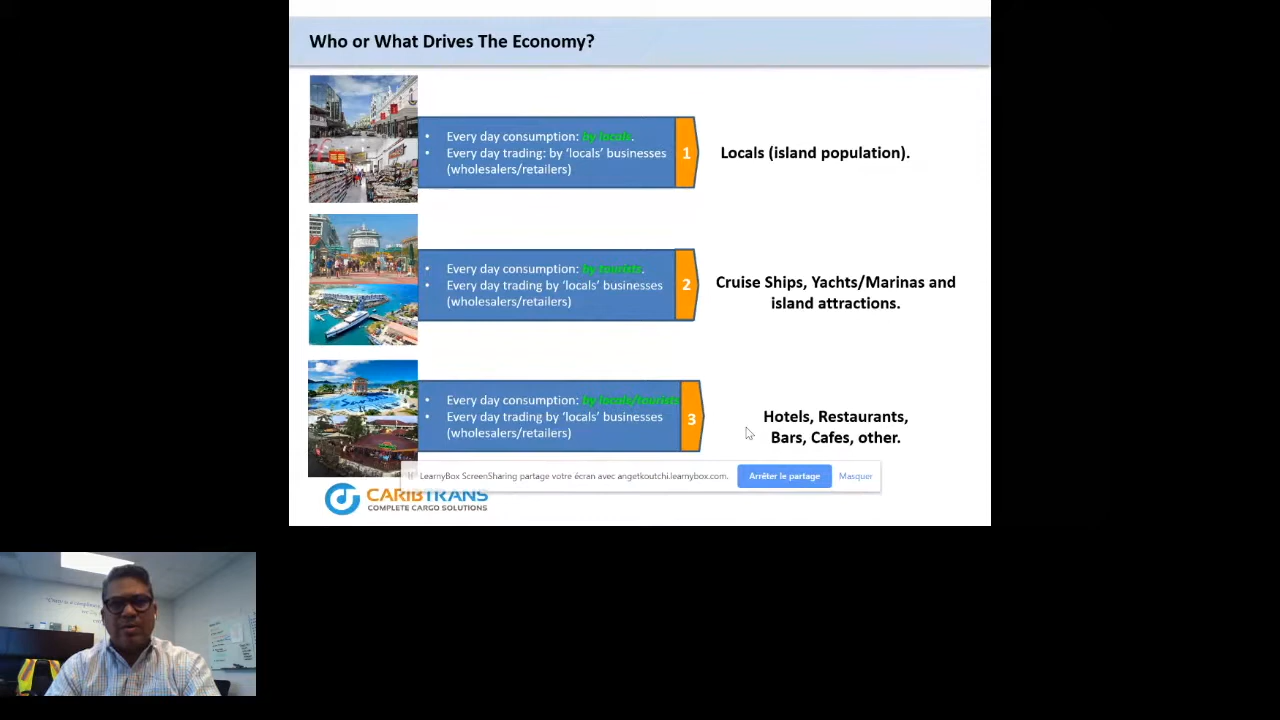 Who or What Drives The Economy?
• Every day consumption: by locals.
• Every day trading: by ‘locals’ businesses
(wholesalers/retailers)
1
Locals (island population).
• Every day consumption: by tourists.
• Every day trading by ‘locals’ businesses
(wholesalers/retailers)
2
Cruise Ships, Yachts/Marinas and
island attractions.
• Every day consumption: by locals/tourists
• Every day trading by ‘locals’ businesses
(wholesalers/retailers)
3
Hotels, Restaurants,
Bars, Cafes, other.
LearnyBox ScreenSharing partage votre écran avec angetkoutchi.learnybox.com.
Arrêter le partage
Masquer
CARIBTRANS
COMPLETE CARGO SOLUTIONS